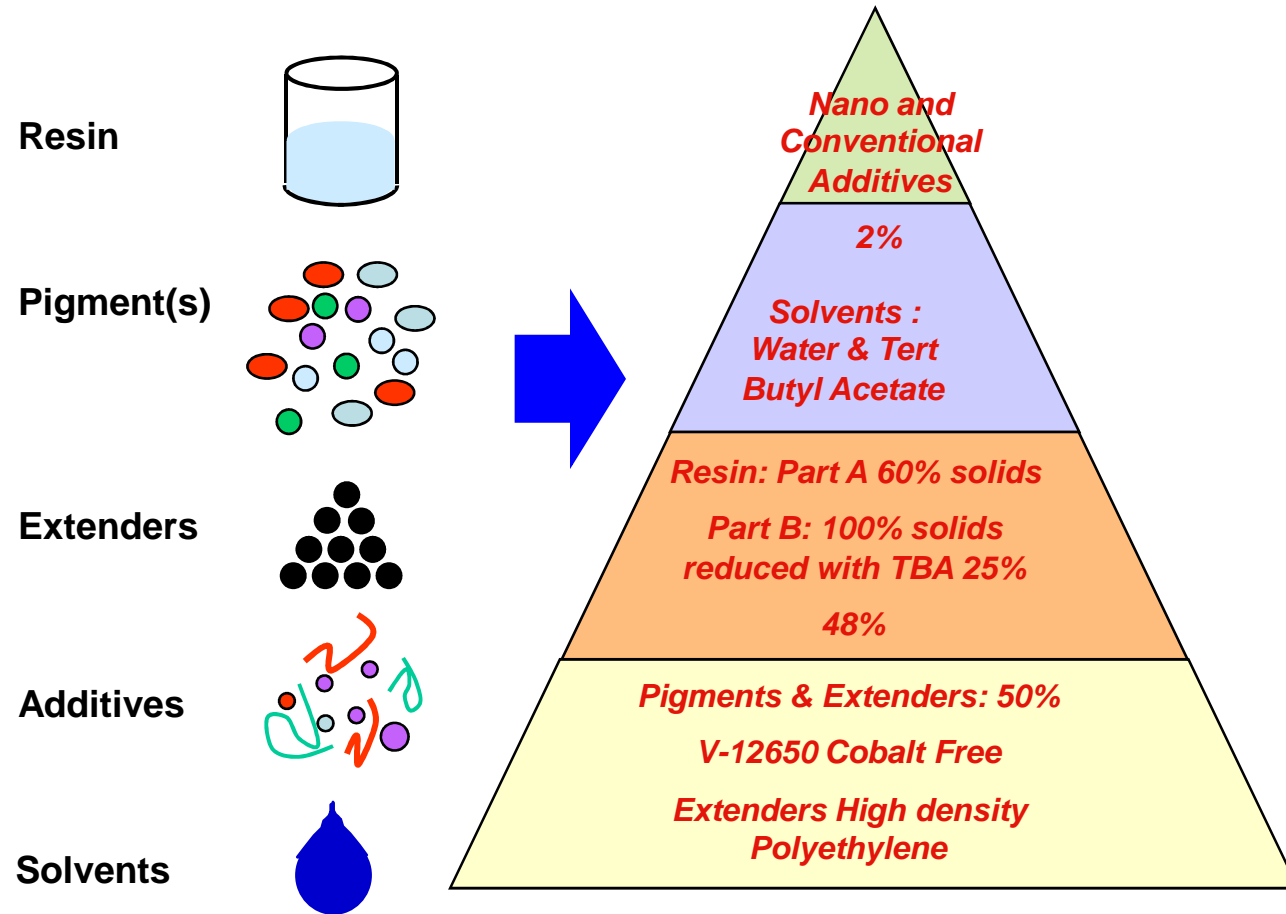 Resin
Pigment(s)
Extenders
Additives
Solvents
Nano and
Conventional
Additives
2%
Solvents :
Water & Tert
Butyl Acetate
Resin: Part A 60% solids
Part B: 100% solids
reduced with TBA 25%
48%
Pigments & Extenders: 50%
V-12650 Cobalt Free
Extenders High density
Polyethylene